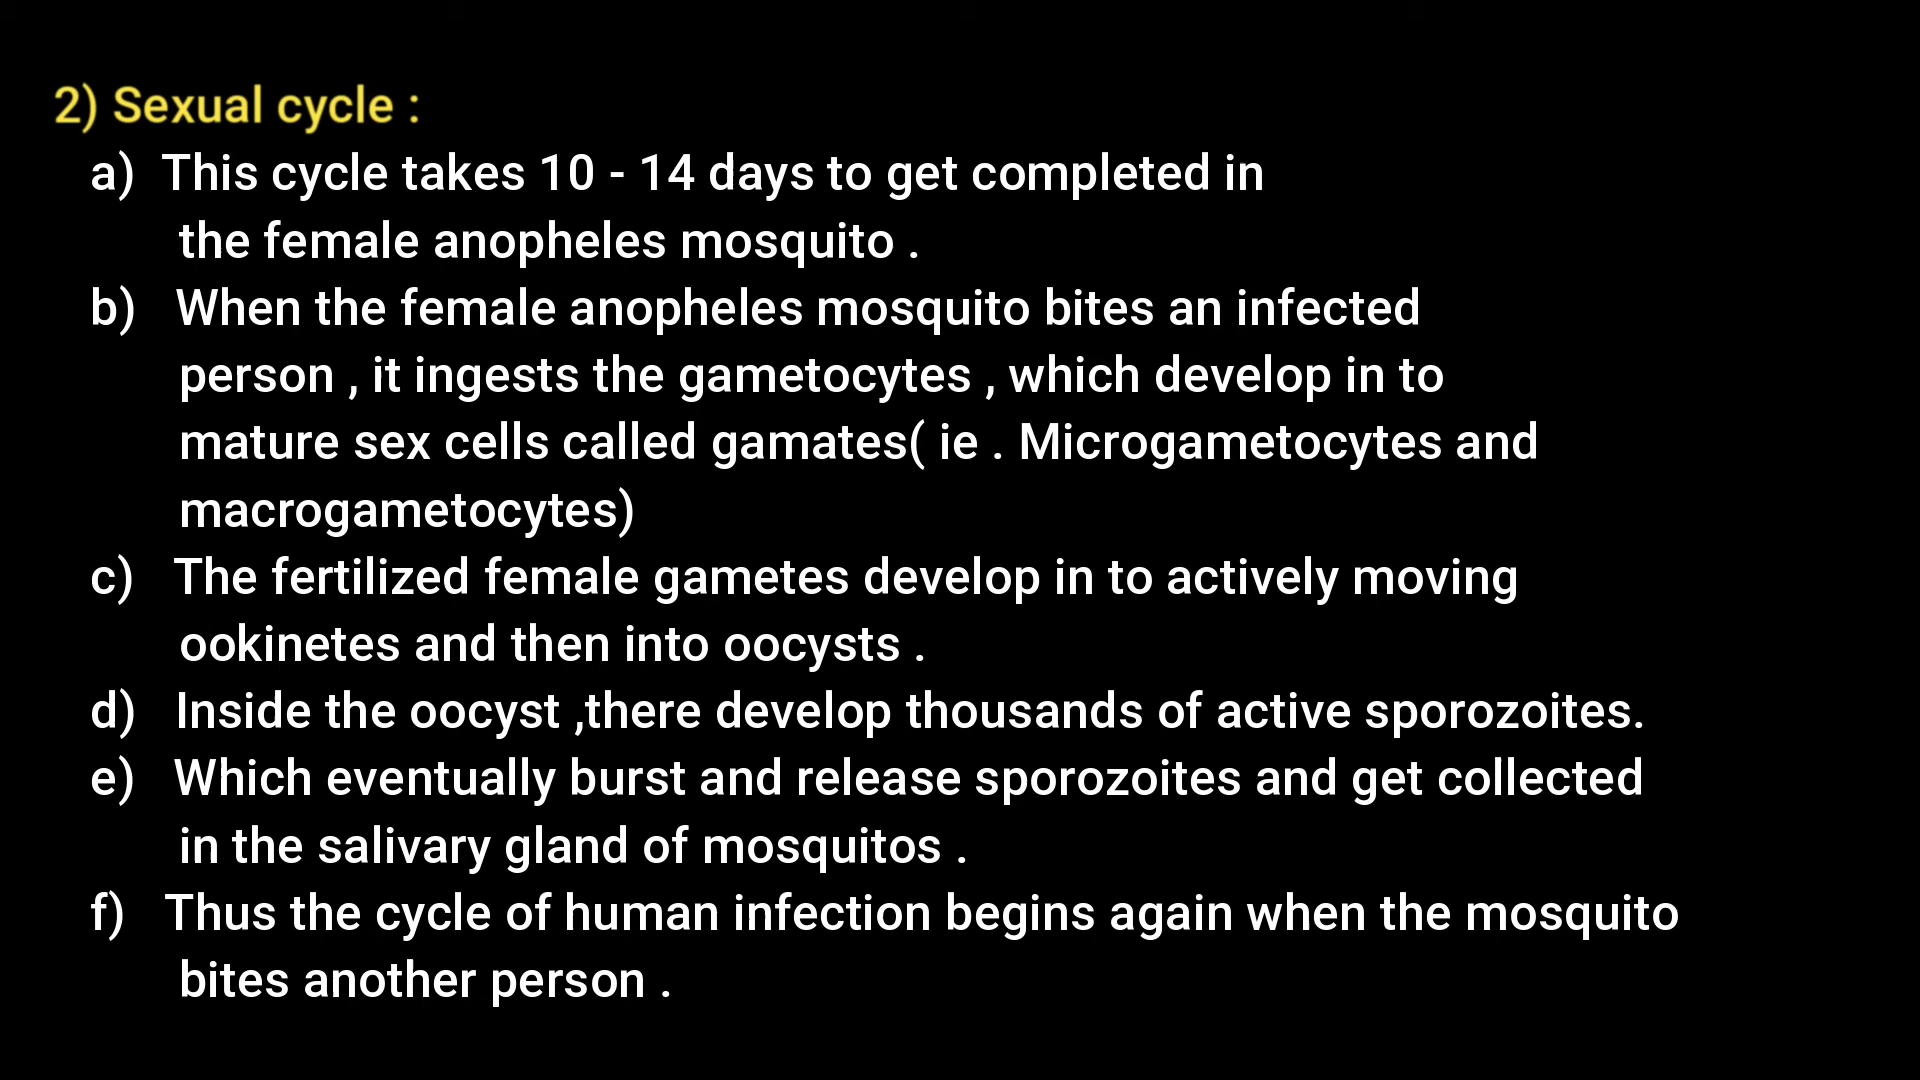 2) Sexual cycle :
a) This cycle takes 10 - 14 days to get completed in
the female anopheles mosquito .
b) When the female anopheles mosquito bites an infected
person , it ingests the gametocytes , which develop in to
mature sex cells called gamates( ie . Microgametocytes and
macrogametocytes)
c) The fertilized female gametes develop in to actively moving
ookinetes and then into oocysts .
d) Inside the oocyst ,there develop thousands of active sporozoites.
e) Which eventually burst and release sporozoites and get collected
in the salivary gland of mosquitos .
f) Thus the cycle of human infection begins again when the mosquito
bites another person .